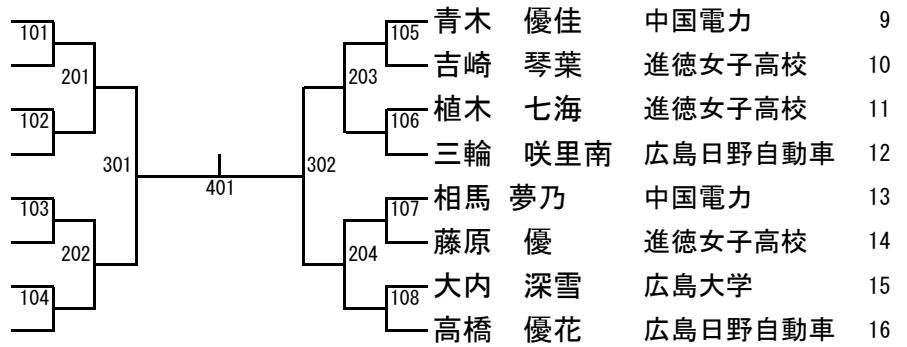 101
102
201
301
103
104
202
401
302
203
204
105
青木 優佳 中国電力 9
吉崎 琴葉 進徳女子高校 10
106
植木 七海 進徳女子高校 11
三輪 咲里南 広島日野自動車 12
107
相馬 夢乃 中国電力 13
藤原 優 進徳女子高校 14
108
大内 深雪 広島大学 15
高橋 優花 広島日野自動車 16